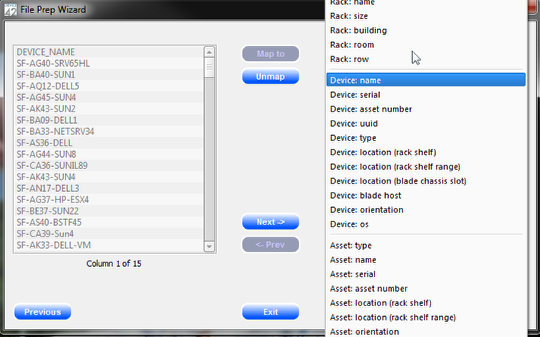 File Prep Wizard
DEVICE_NAME
SF-AG40-SRV65HL
SF-BA40-SUN1
SF-AQ12-DELL5
SF-AG45-SUN4
SF-AK43-SUN2
SF-BA09-DELL1
SF-BA33-NETSRV34
SF-AS36-DELL
SF-AG44-SUN8
SF-CA36-SUNIL89
SF-AK43-SUN4
SF-AN17-DELL3
SF-AG37-HP-ESX4
SF-BE37-SUN22
SF-AS40-BSTF45
SF-CA39-Sun4
SF-AK33-DELL-VM
Column 1 of 15
Previous
Map to
Unmap
Next ->
<- Prev
Exit
Rack: name
Rack: size
Rack: building
Rack: room
Rack: row
Device: name
Device: serial
Device: asset number
Device: uuid
Device: type
Device: location (rack shelf)
Device: location (rack shelf range)
Device: location (blade chassis slot)
Device: blade host
Device: orientation
Device: os
Asset: type
Asset: name
Asset: serial
Asset: asset number
Asset: location (rack shelf)
Asset: location (rack shelf range)
Asset: orientation